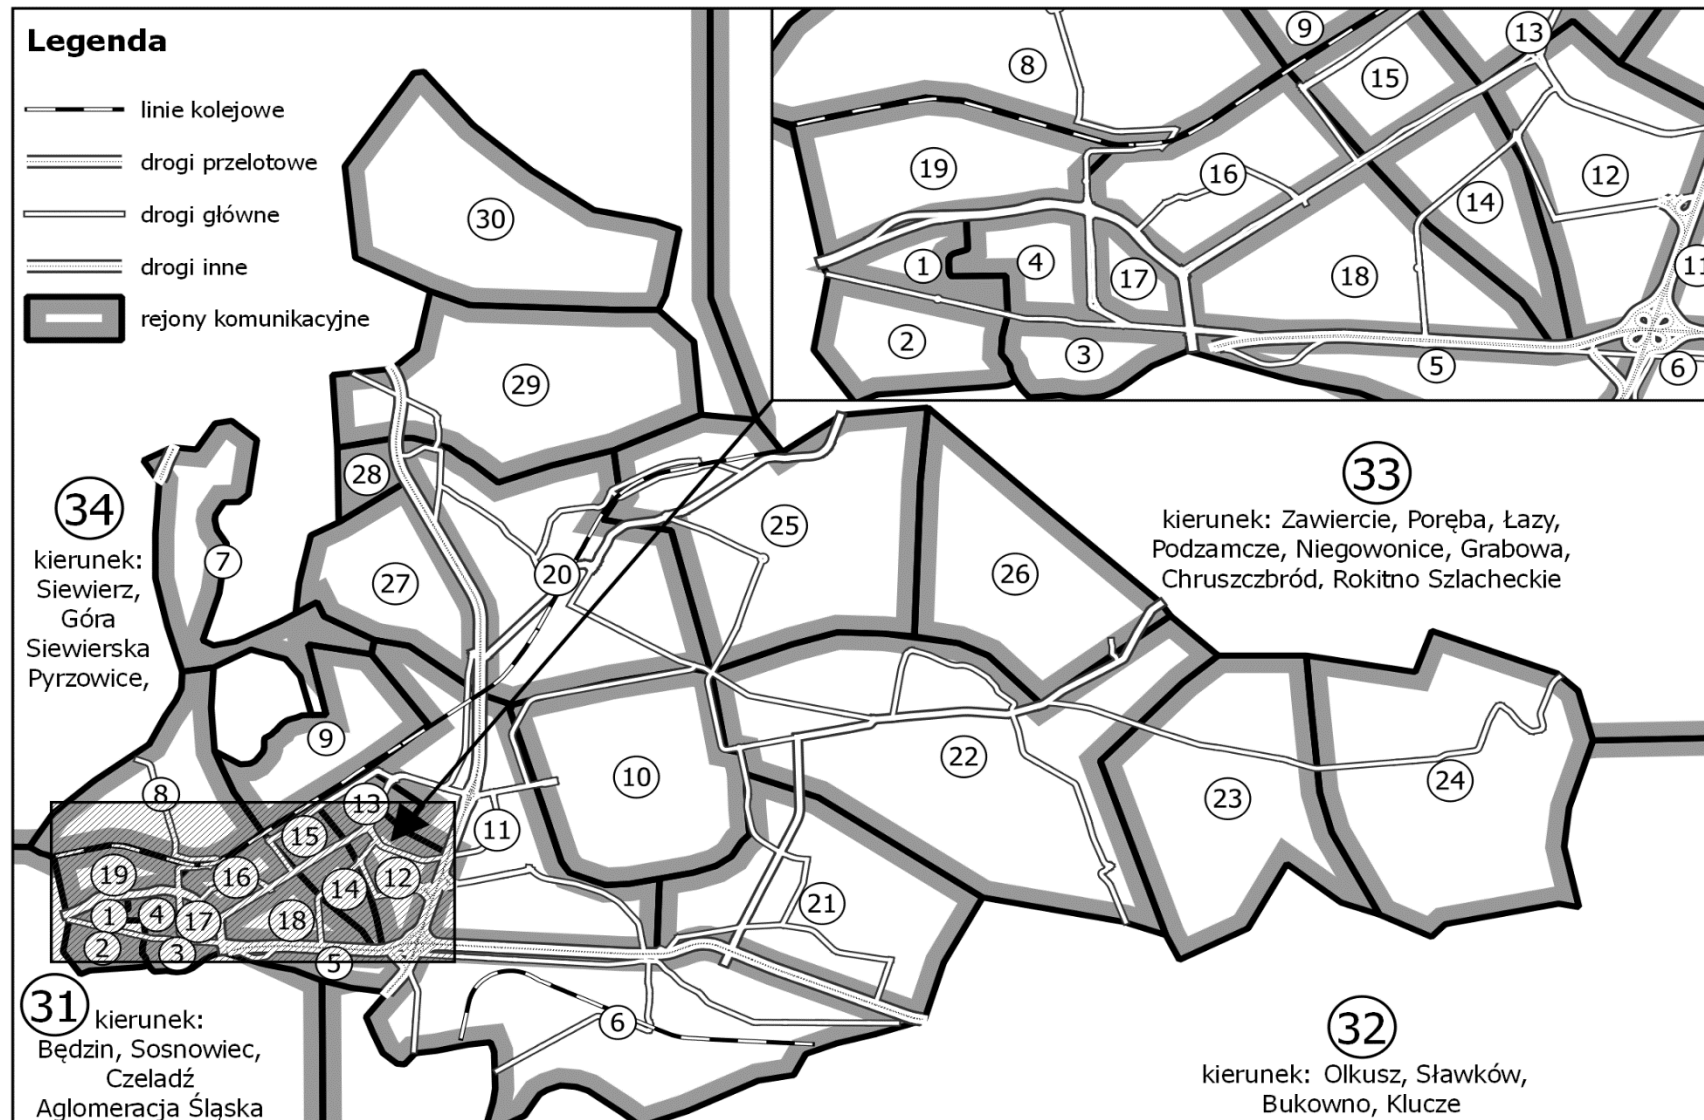 Legenda
linie kolejowe
drogi przelotowe
drogi główne
drogi inne
rejony komunikacyjne
9
13
8
15
19
16
12
14
1
4
17
18
11
2
3
5
6
30
29
28
34
kierunek:
Siewierz,
Góra
Siewierska
Pyrzowice,
7
27
20
25
26
33
kierunek: Zawiercie, Poręba, Łazy,
Podzamcze, Niegowonice, Grabowa,
Chruszczbród, Rokitno Szlacheckie
9
8
10
22
23
24
13
15
11
19
16
14
12
1
4
17
18
21
2
3
5
6
31
kierunek:
Będzin, Sosnowiec,
Czeladź
Aglomeracja Śląska
32
kierunek: Olkusz, Sławków,
Bukowno, Klucze